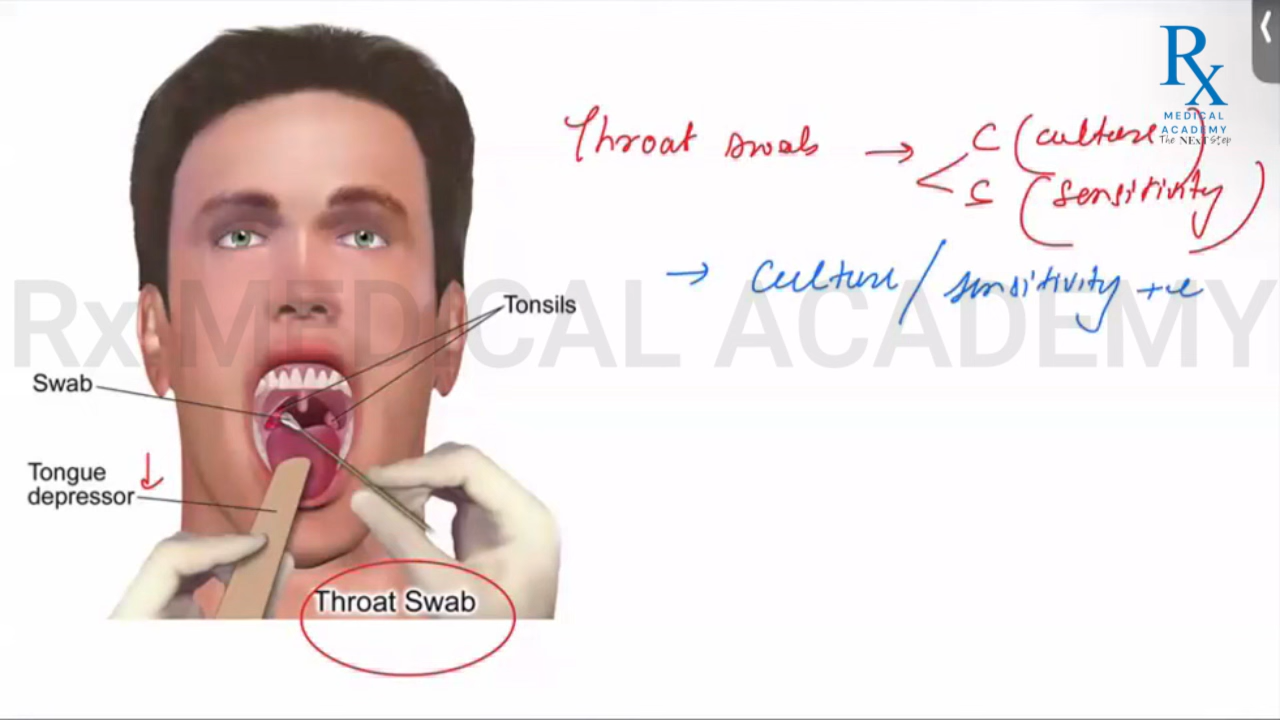 Rx
MEDICAL
ACADEMY
The NEXT Step
Throat swab → C (culture)
S (sensitivity)
→ culture/sensitivity +ve
Rx MEDICAL ACADEMY
Tonsils
Swab
Tongue
depressor
Throat Swab